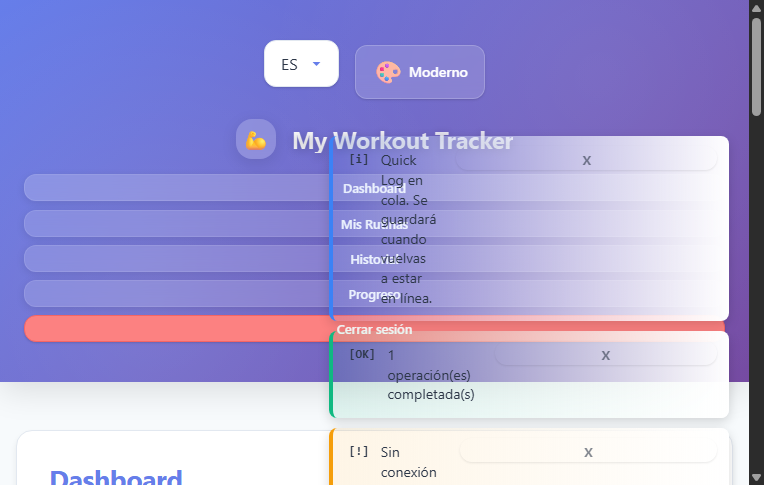 ES
Moderno
My Workout Tracker
Dashboard
Mis Rutinas
Historial
Progreso
Cerrar sesión
[i] Quick X
Log en
cola. Se
guardará
cuando
vuelvas
a estar
en línea.
[OK] 1 X
operación(es)
completada(s)
[!] Sin X
conexión
Dashboard